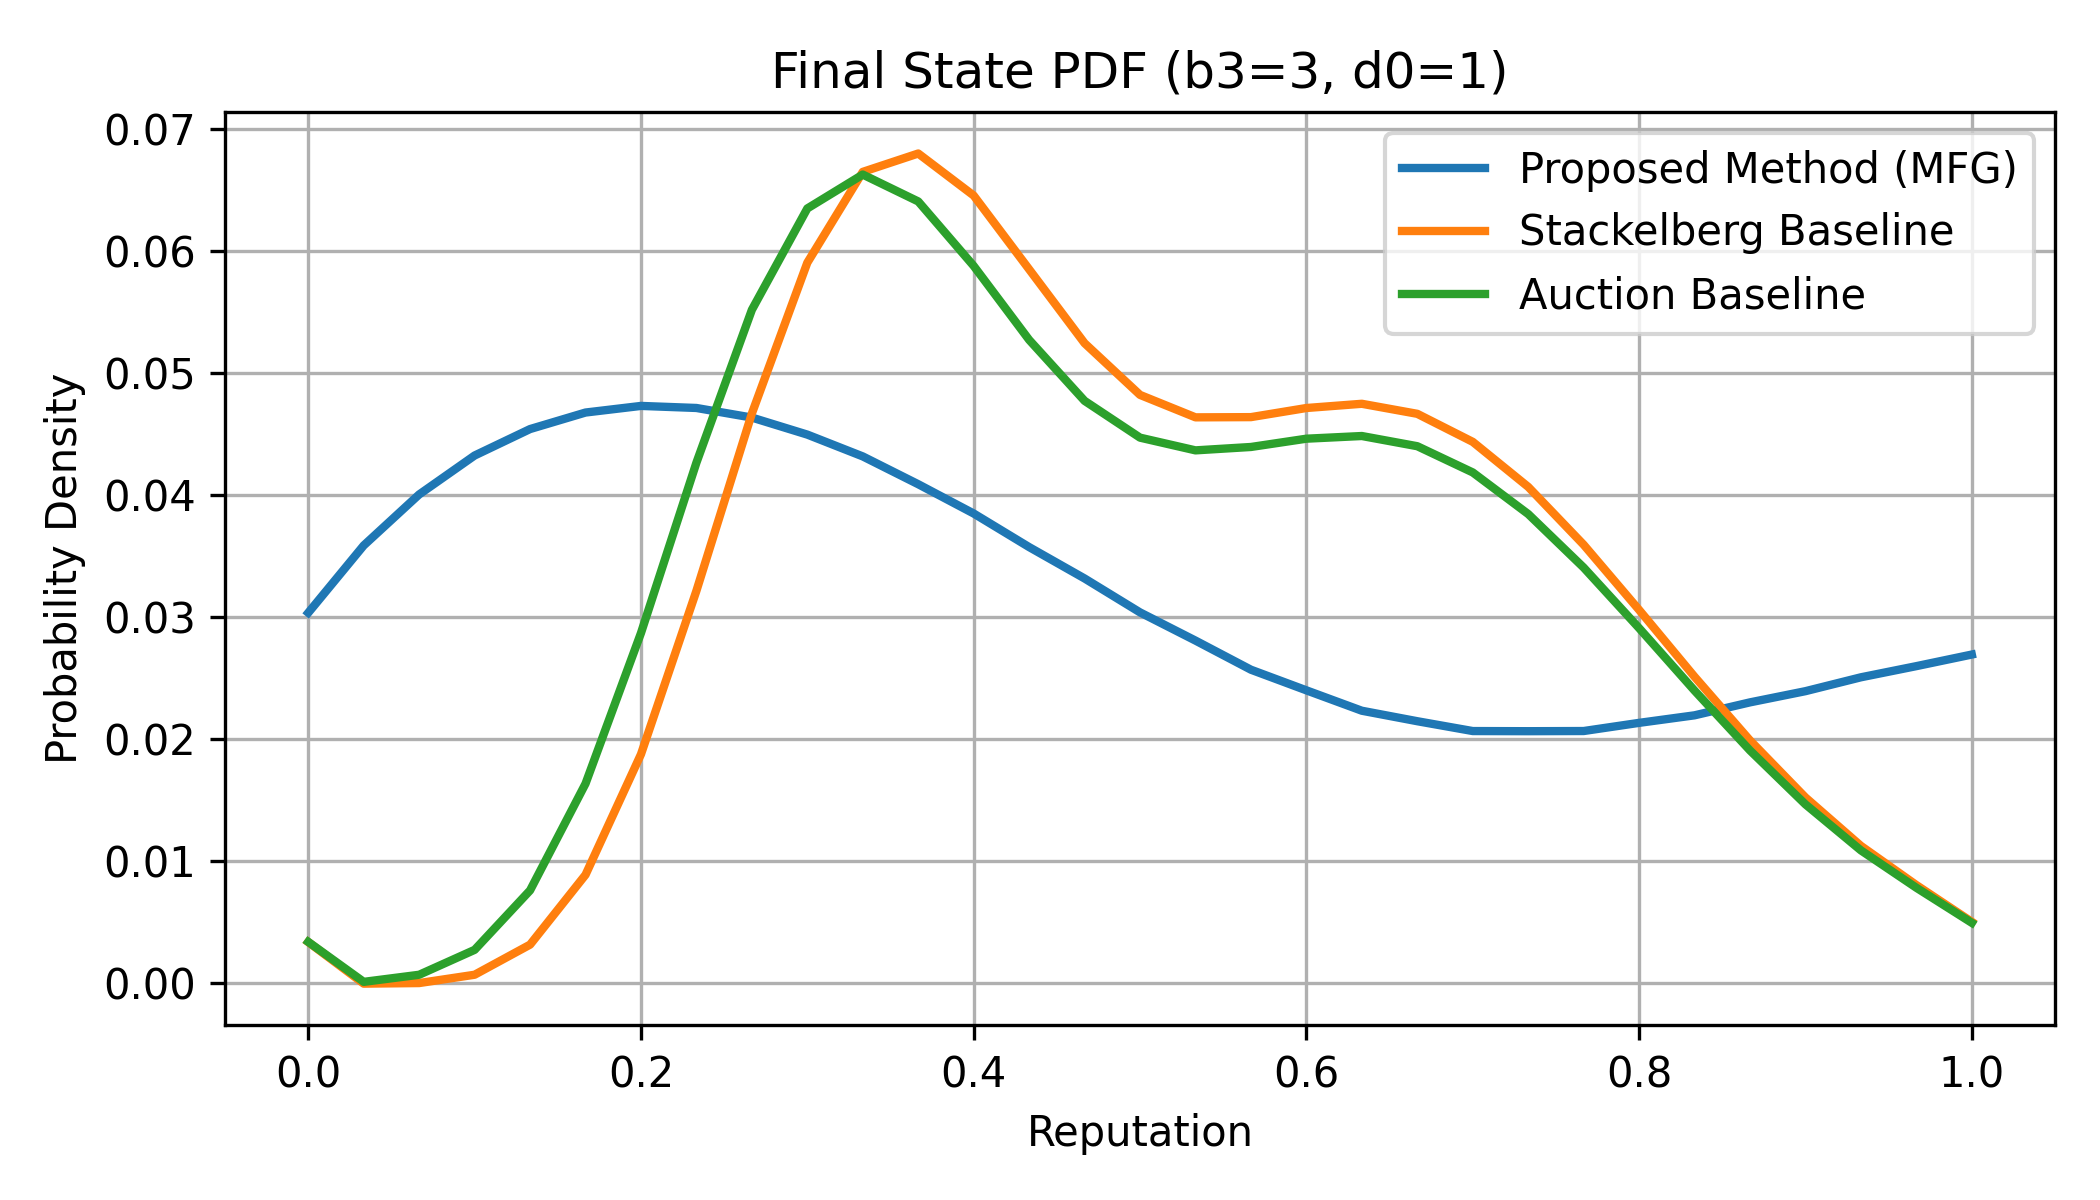 Final State PDF (b3=3, d0=1)
Proposed Method (MFG)
Stackelberg Baseline
Auction Baseline
Probability Density
0.07
0.06
0.05
0.04
0.03
0.02
0.01
0.00
0.0 0.2 0.4 0.6 0.8 1.0
Reputation